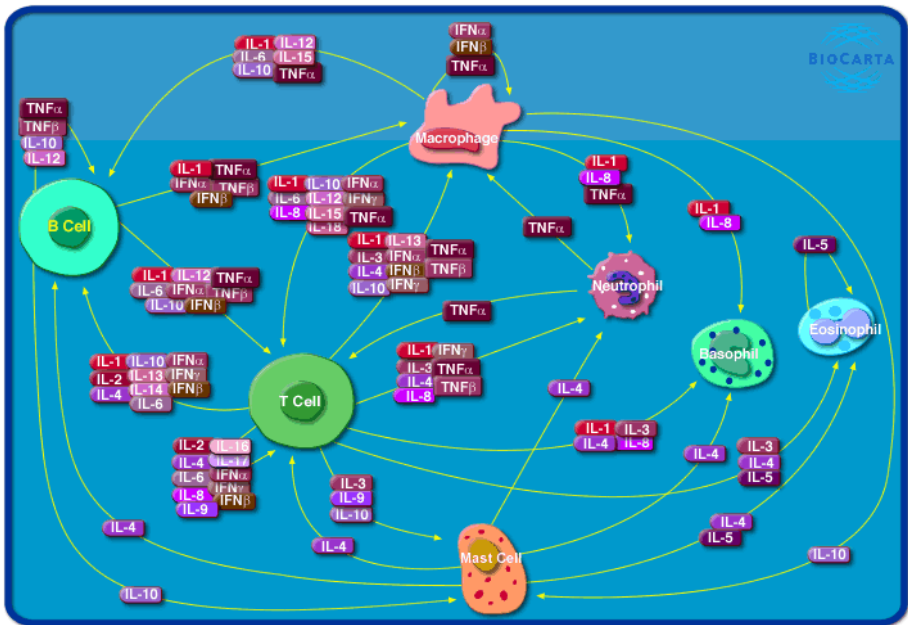 IFNα
IFNβ
TNFα
IL-1 IL-12
IL-6 IL-15
IL-10 TNFα
BIOCARTA
TNFα
TNFβ
IL-10
IL-12
Macrophage
IL-1 TNFα
IFNα TNFβ
IFNβ
IL-1 IL-10 IFNα
IL-6 IL-12 IFNγ
IL-8 IL-15 TNFα
IL-18
IL-1
IL-8
TNFα
IL-1
IL-8
B Cell
TNFα
IL-1 IL-13 TNFα
IL-3 IFNα TNFβ
IL-4 IFNβ
IL-10 IFNγ
IL-5
IL-1 IL-12 TNFα
IL-6 IFNα TNFβ
IL-10 IFNβ
Neutrophil
TNFα
Eosinophil
IL-1 IFNγ
IL-3 TNFα
IL-4 TNFβ
IL-8
Basophil
IL-1 IL-10 IFNα
IL-2 IL-13 IFNγ
IL-4 IL-14 IFNβ
IL-6
T Cell
IL-4
IL-1 IL-3
IL-4 IL-8
IL-2 IL-16
IL-4 IL-17
IL-6 IFNα
IL-8 IFNγ
IL-9 IFNβ
IL-4
IL-3
IL-4
IL-5
IL-3
IL-9
IL-10
IL-4
IL-4
IL-5
IL-4
Mast Cell
IL-10
IL-10